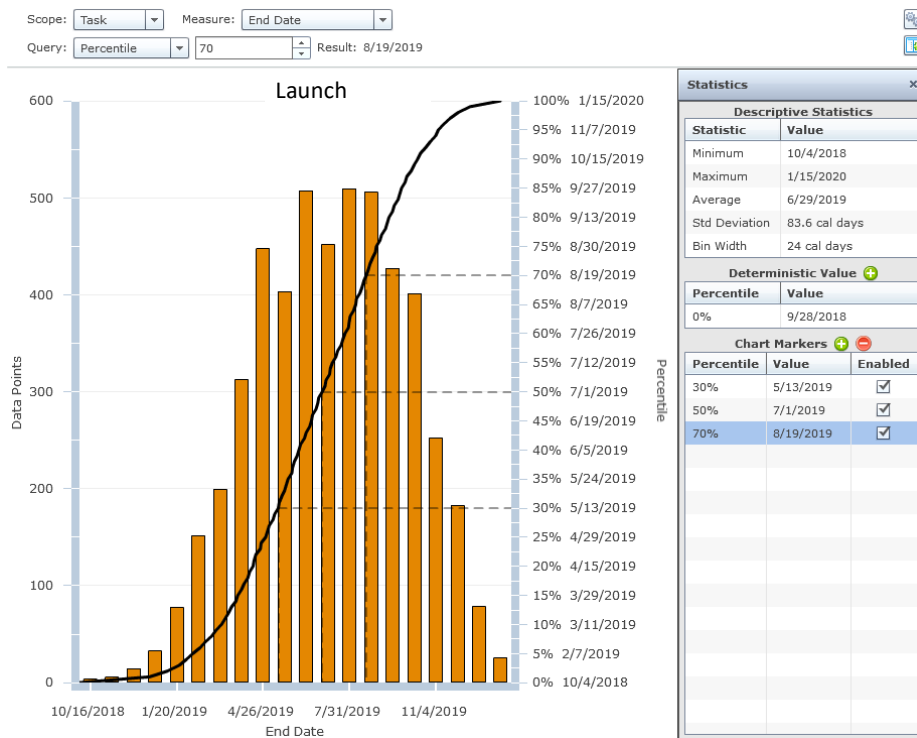 Scope: Task Measure: End Date
Query: Percentile 70 Result: 8/19/2019
Launch
600
500
400
300
200
100
0
Data Points
10/16/2018 1/20/2019 4/26/2019 7/31/2019 11/4/2019
End Date
100% 1/15/2020
95% 11/7/2019
90% 10/15/2019
85% 9/27/2019
80% 9/13/2019
75% 8/30/2019
70% 8/19/2019
65% 8/7/2019
60% 7/26/2019
55% 7/12/2019
50% 7/1/2019
45% 6/19/2019
40% 6/5/2019
35% 5/24/2019
30% 5/13/2019
25% 4/29/2019
20% 4/15/2019
15% 3/29/2019
10% 3/11/2019
5% 2/7/2019
0% 10/4/2018
Percentile
Statistics
Descriptive Statistics
Statistic Value
Minimum 10/4/2018
Maximum 1/15/2020
Average 6/29/2019
Std Deviation 83.6 cal days
Bin Width 24 cal days
Deterministic Value
Percentile Value
0% 9/28/2018
Chart Markers
Percentile Value Enabled
30% 5/13/2019
50% 7/1/2019
70% 8/19/2019